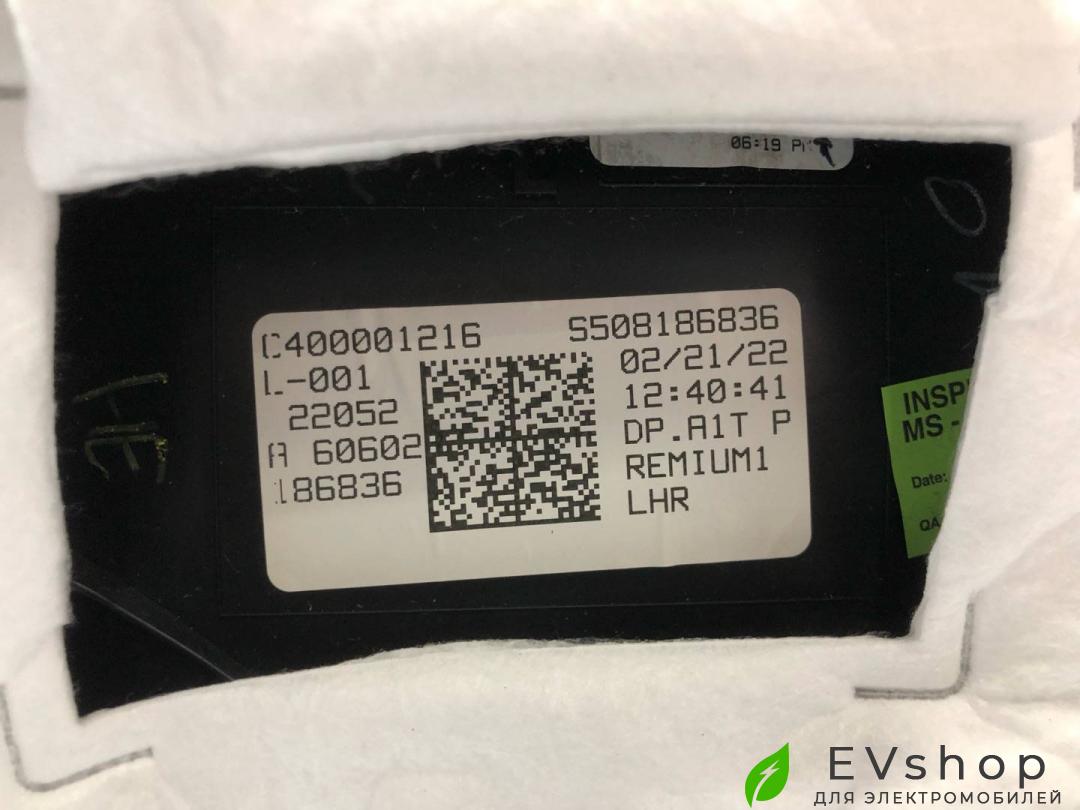 06:19 P
C400001216
S508186836
L-001
02/21/22
22052
12:40:41
A 60602
DP.A1T P
186836
REMIUM1
LHR
INSP
MS -
Date:
QA
EVshop
ДЛЯ ЭЛЕКТРОМОБИЛЕЙ